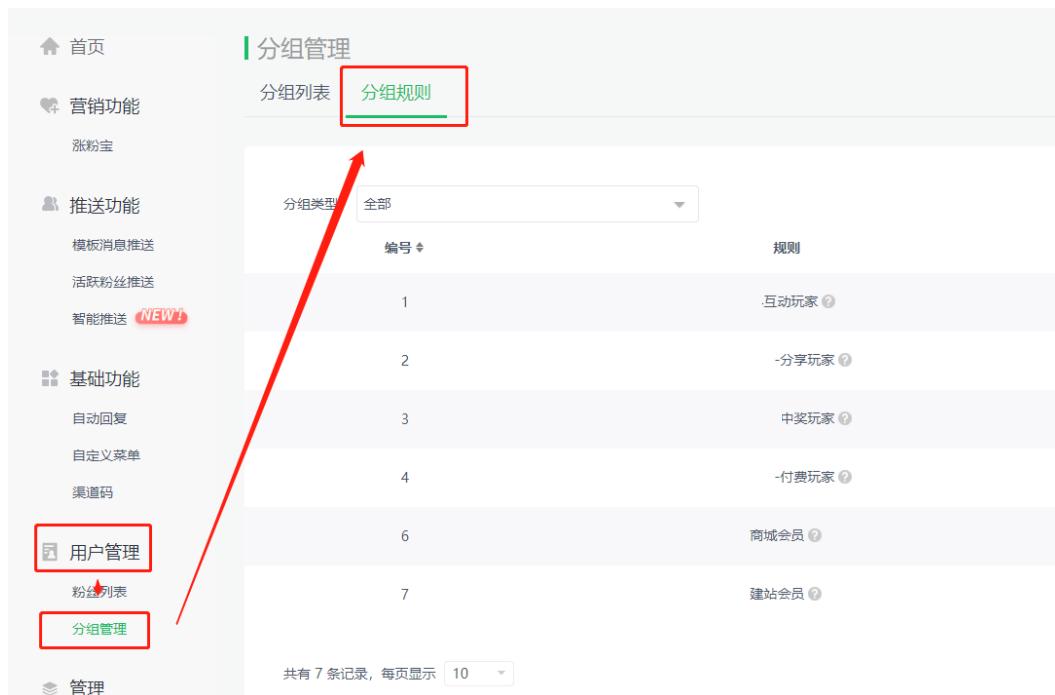 首页
营销功能
涨粉宝
推送功能
模板消息推送
活跃粉丝推送
智能推送 NEW!
基础功能
自动回复
自定义菜单
渠道码
用户管理
粉丝列表
分组管理
管理
分组管理
分组列表 分组规则
分组类型 全部
编号 规则
1 互动玩家
2 -分享玩家
3 中奖玩家
4 -付费玩家
6 商城会员
7 建站会员
共有 7 条记录，每页显示 10